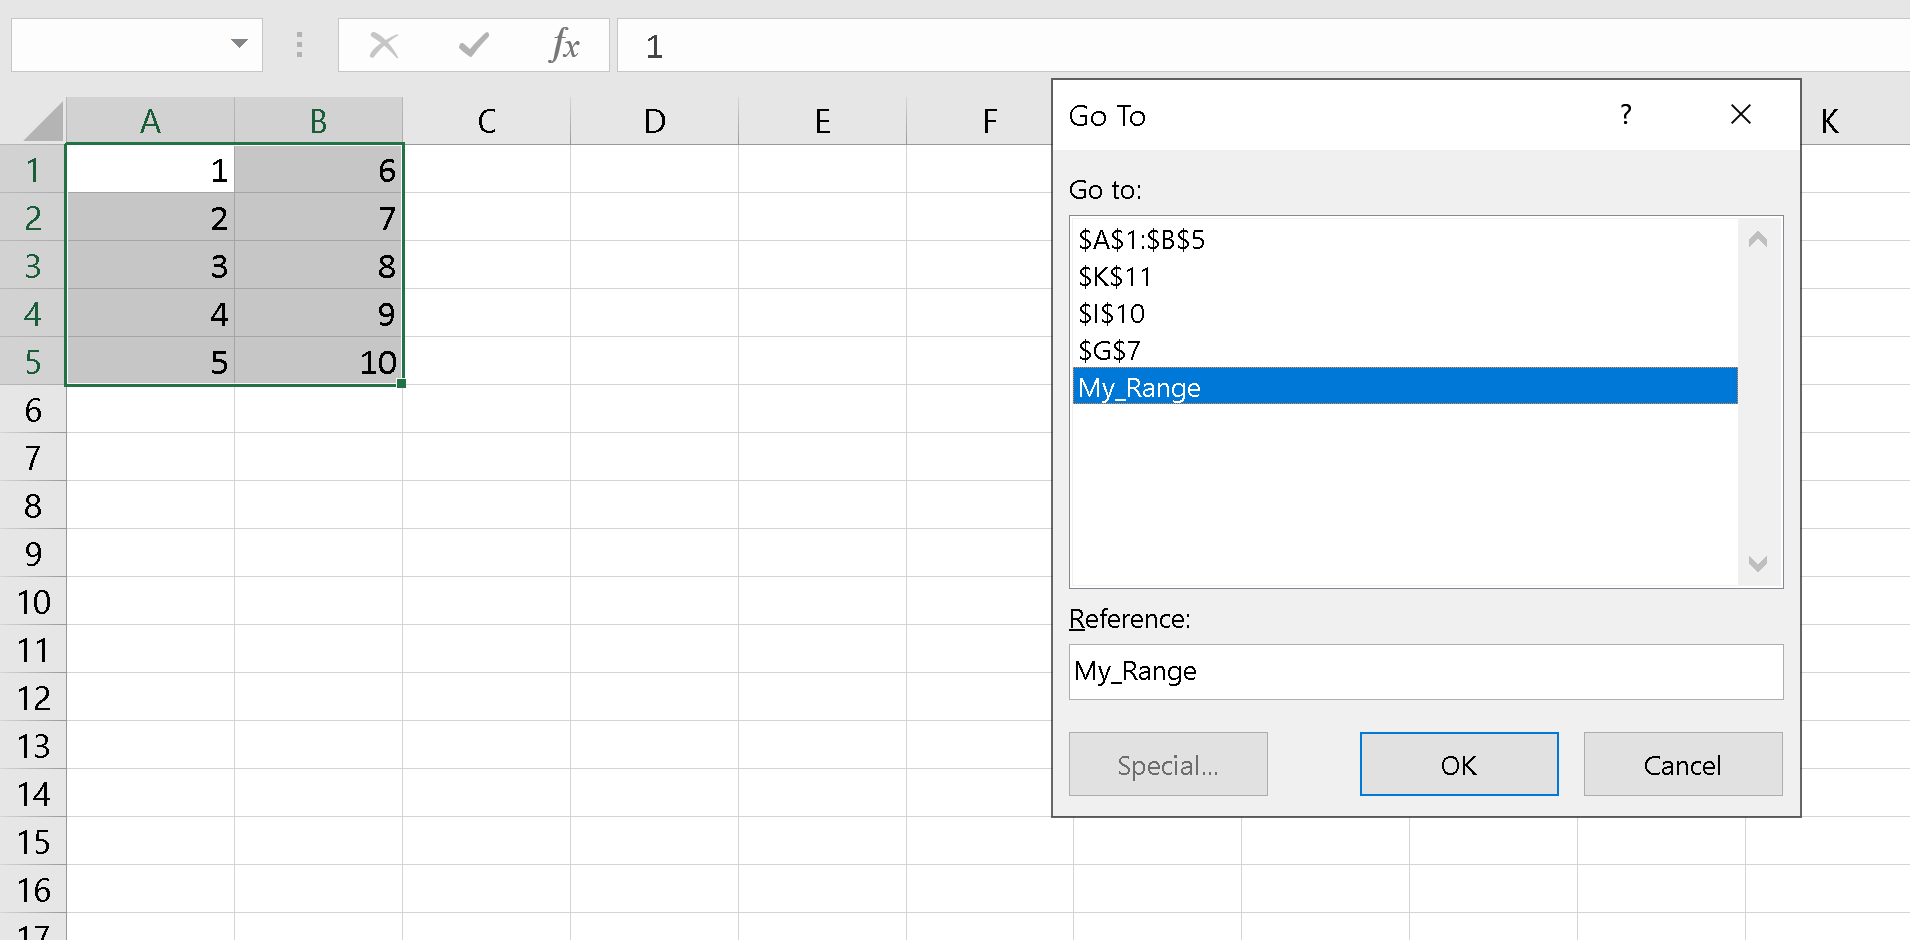 fx 1
A B C D E F K
1 1 6
2 2 7
3 3 8
4 4 9
5 5 10
6
7
8
9
10
11
12
13
14
15
16
17
Go To ? 
Go to:
$A$1:$B$5
$K$11
$I$10
$G$7
My_Range
Reference:
My_Range
Special... OK Cancel